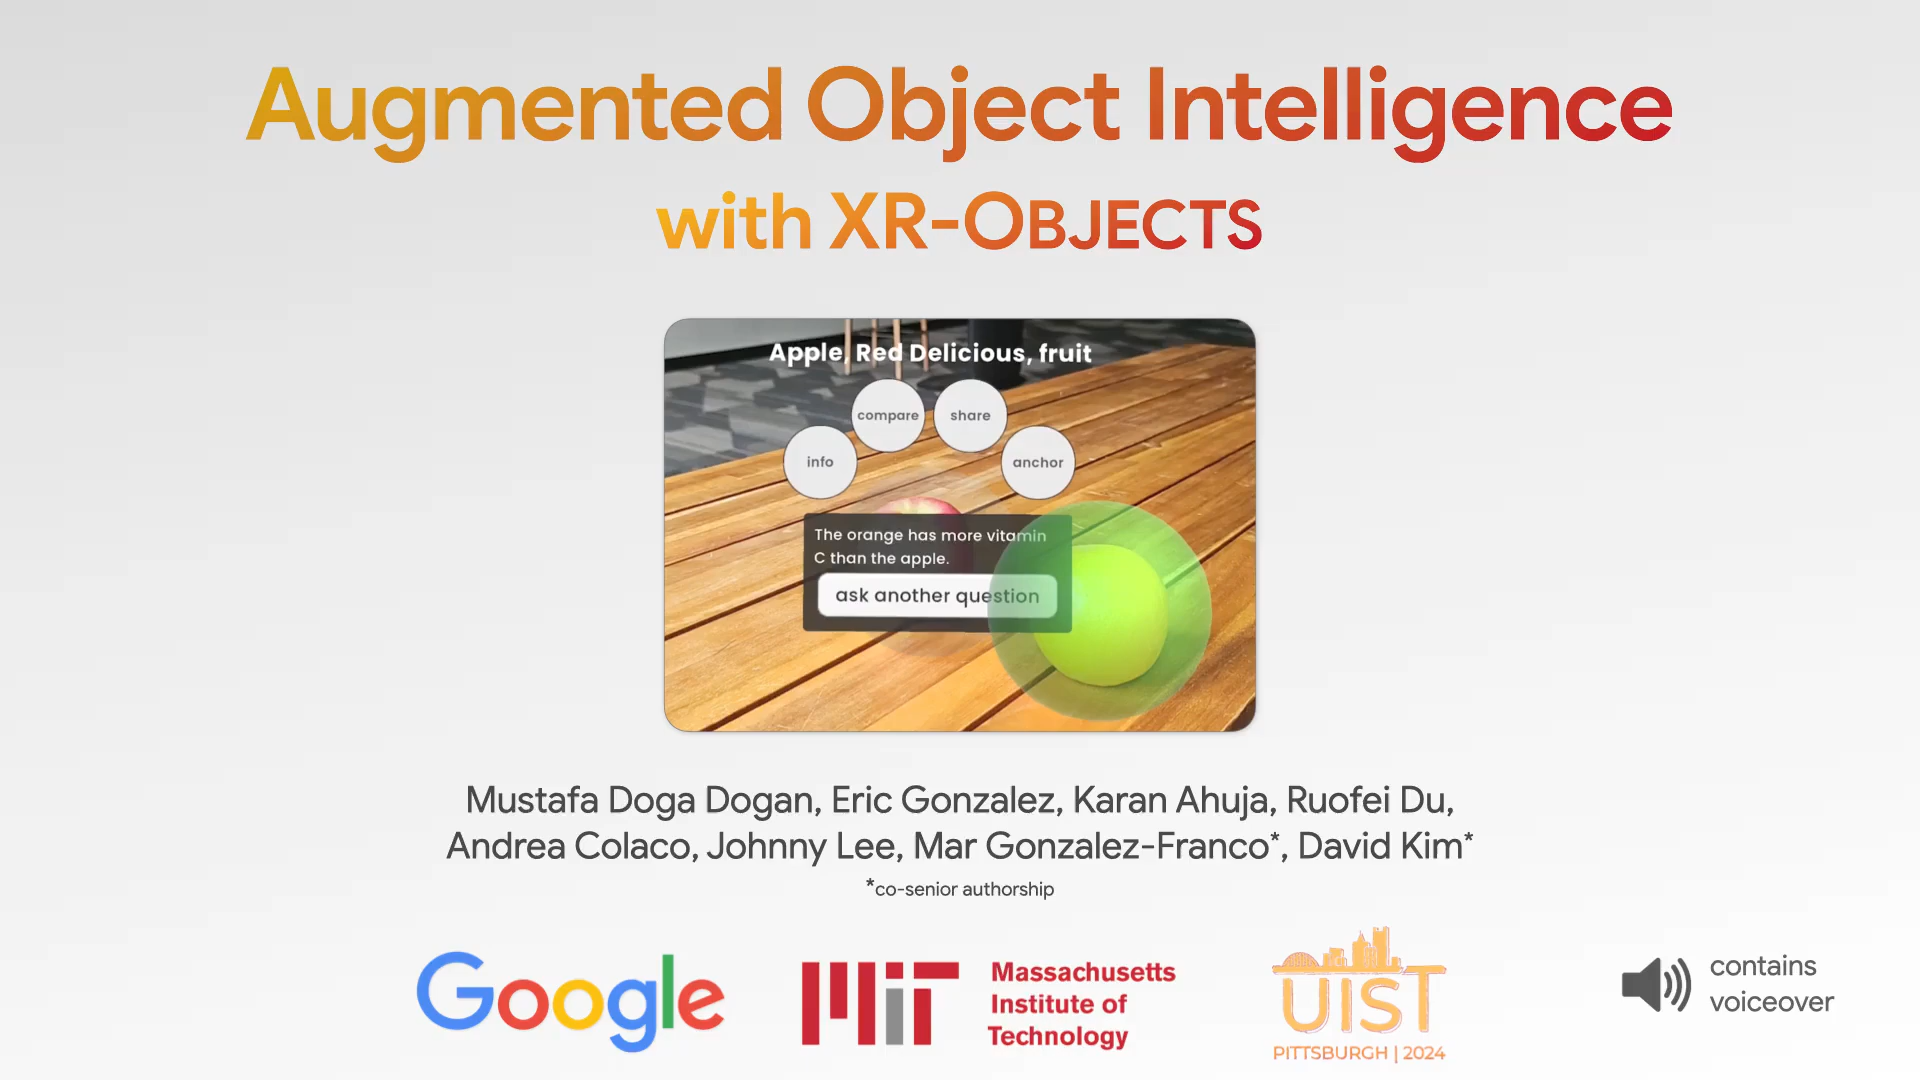 Augmented Object Intelligence
with XR-OBJECTS
Apple, Red Delicious, fruit
compare
share
info
anchor
The orange has more vitamin
C than the apple.
ask another question
Mustafa Doga Dogan, Eric Gonzalez, Karan Ahuja, Ruofei Du,
Andrea Colaco, Johnny Lee, Mar Gonzalez-Franco*, David Kim*
*co-senior authorship
Google
MIT
Massachusetts
Institute of
Technology
UIST
PITTSBURGH | 2024
contains
voiceover